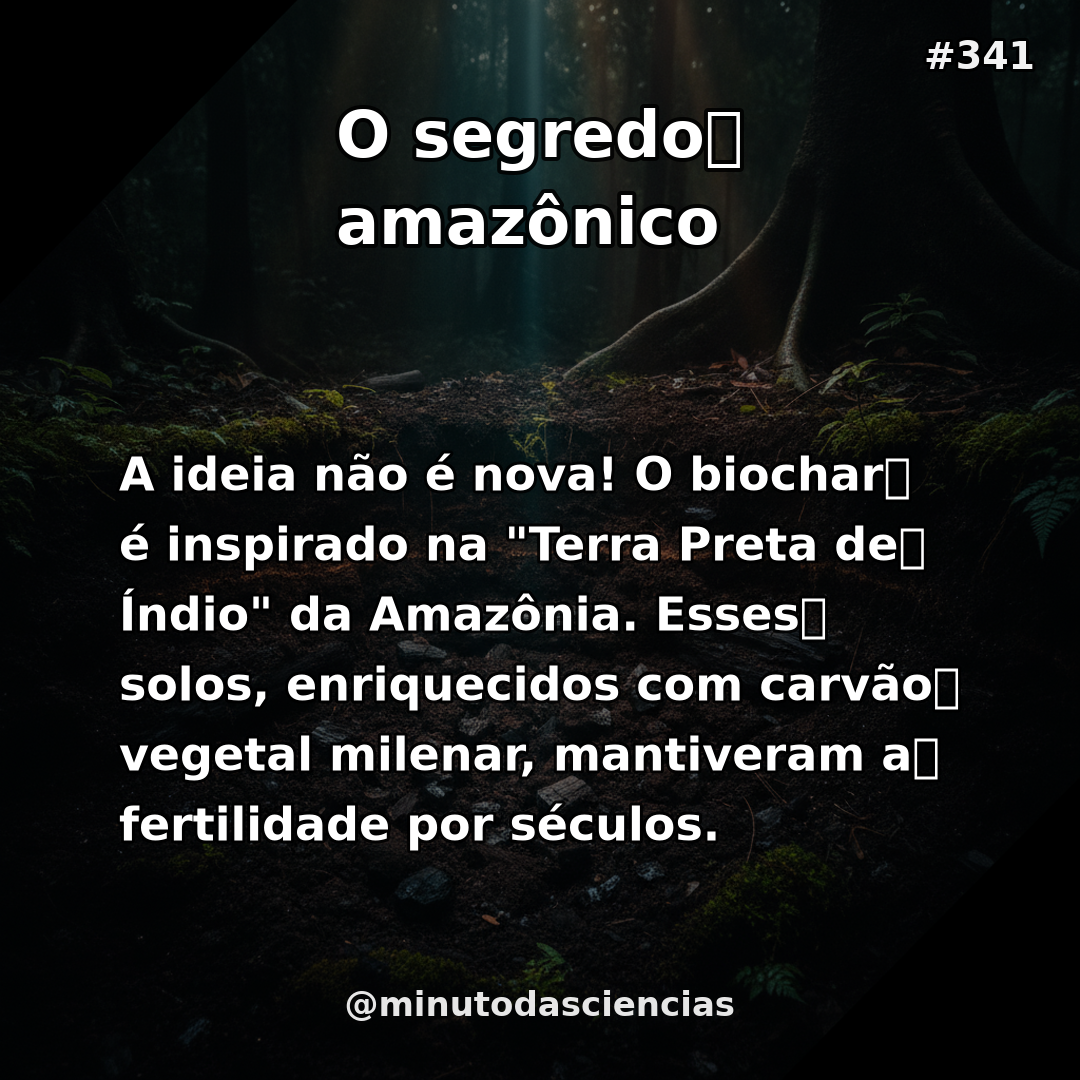 #341
O segredo
amazônico
A ideia não é nova! O biochar
é inspirado na "Terra Preta de
Índio" da Amazônia. Esses
solos, enriquecidos com carvão
vegetal milenar, mantiveram a
fertilidade por séculos.
@minutodasciencias